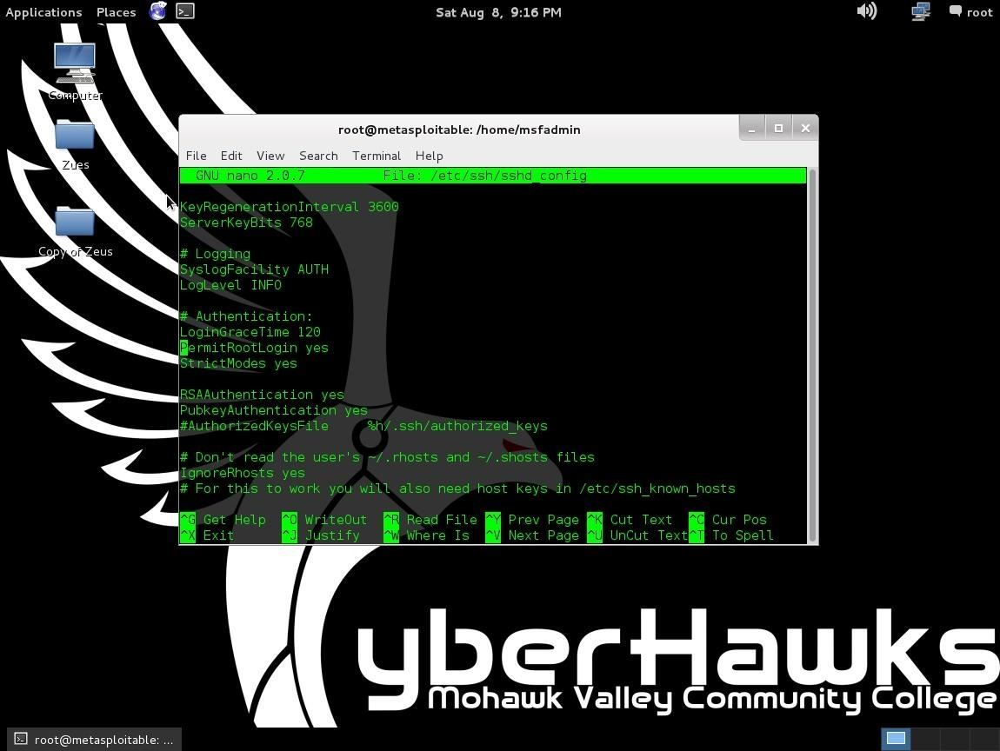 Applications Places Sat Aug 8, 9:16 PM root
Computer
Zues
Copy of Zeus
root@metasploitable: /home/msfadmin
File Edit View Search Terminal Help
GNU nano 2.0.7 File: /etc/ssh/sshd_config
KeyRegenerationInterval 3600
ServerKeyBits 768
# Logging
SyslogFacility AUTH
LogLevel INFO
# Authentication:
LoginGraceTime 120
PermitRootLogin yes
StrictModes yes
RSAAuthentication yes
PubkeyAuthentication yes
#AuthorizedKeysFile %h/.ssh/authorized_keys
# Don't read the user's ~/.rhosts and ~/.shosts files
IgnoreRhosts yes
# For this to work you will also need host keys in /etc/ssh_known_hosts
^G Get Help ^O WriteOut ^R Read File ^Y Prev Page ^K Cut Text ^C Cur Pos
^X Exit ^J Justify ^W Where Is ^V Next Page ^U UnCut Text ^T To Spell
yberHawks
Mohawk Valley Community College
root@metasploitable: ...